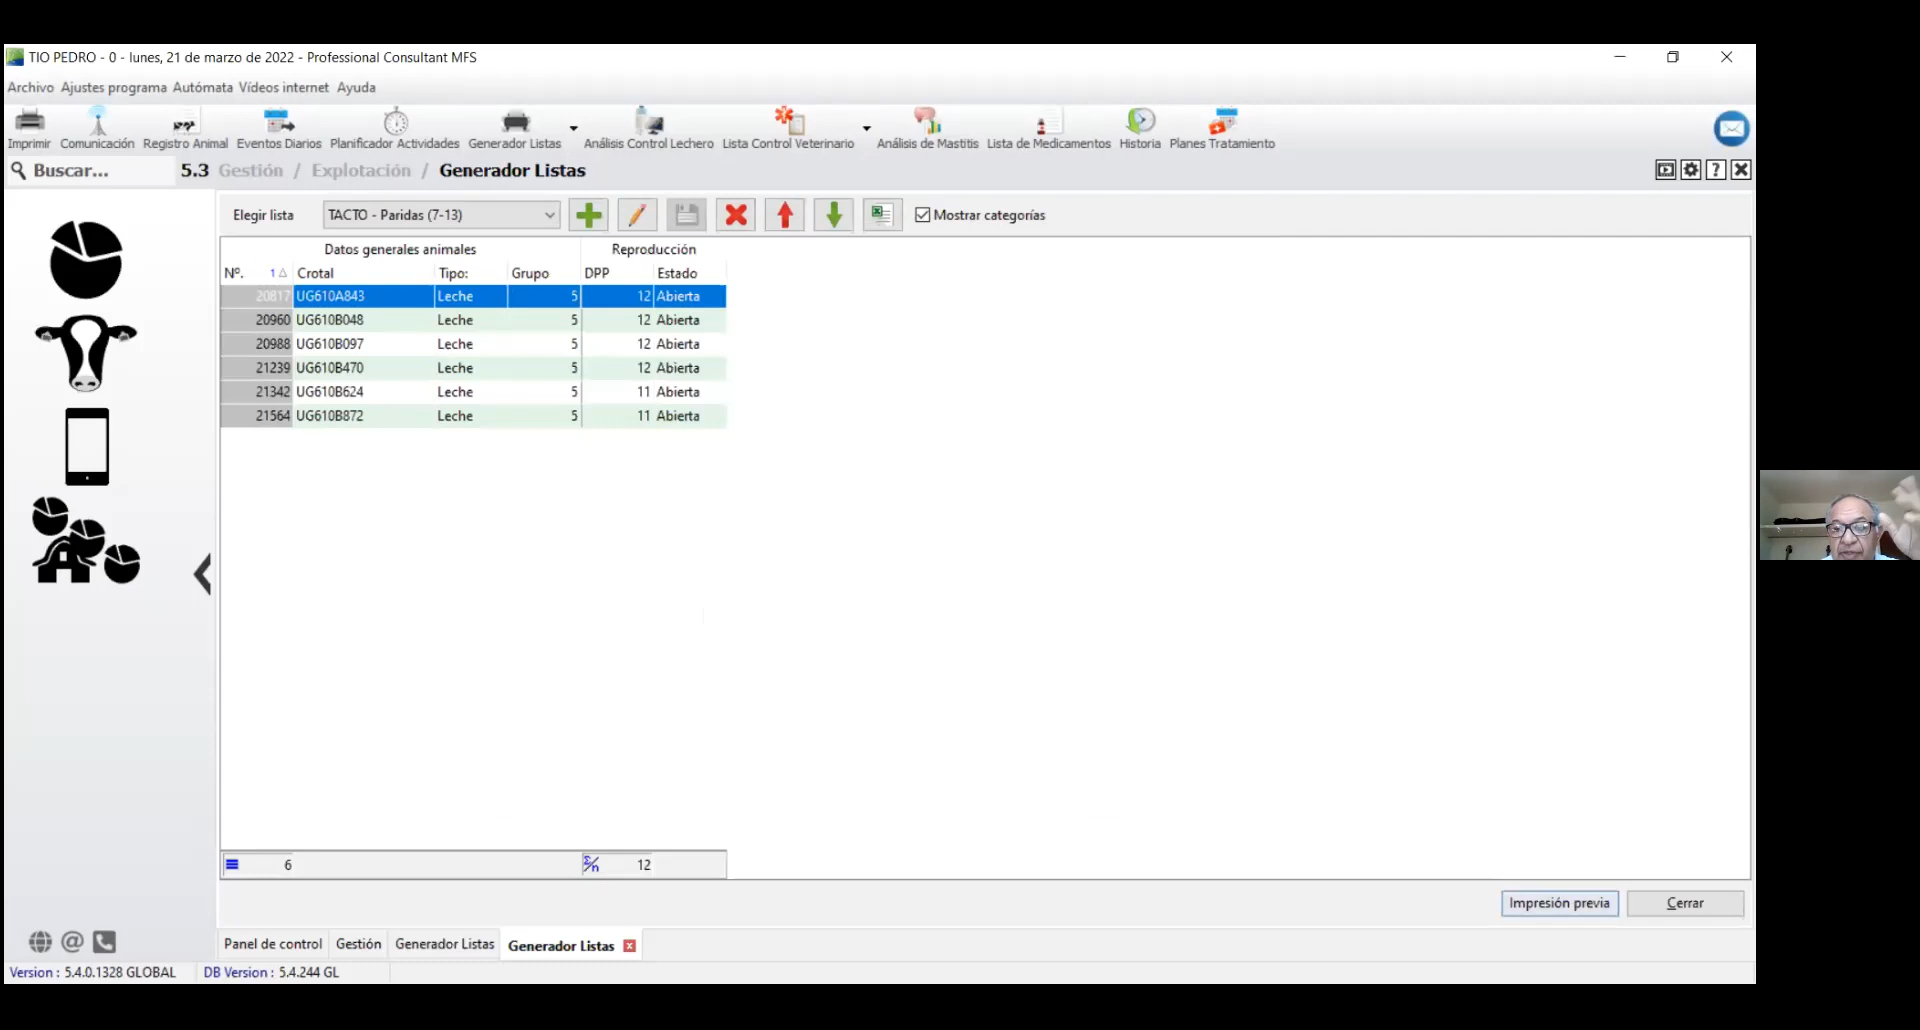 TIO PEDRO - 0 - lunes, 21 de marzo de 2022 - Professional Consultant MFS
Archivo Ajustes programa Autómata Vídeos internet Ayuda
Imprimir Comunicación Registro Animal Eventos Diarios Planificador Actividades Generador Listas Análisis Control Lechero Lista Control Veterinario Análisis de Mastitis Lista de Medicamentos Historia Planes Tratamiento
Buscar... 5.3 Gestión / Explotación / Generador Listas
Elegir lista TACTO - Paridas (7-13) Mostrar categorías
Datos generales animales Reproducción
Nº. 1 Crotal Tipo: Grupo DPP Estado
20817 UG610A843 Leche 5 12 Abierta
20960 UG610B048 Leche 5 12 Abierta
20988 UG610B097 Leche 5 12 Abierta
21239 UG610B470 Leche 5 12 Abierta
21342 UG610B624 Leche 5 11 Abierta
21564 UG610B872 Leche 5 11 Abierta
6 Σ/n 12
Impresión previa Cerrar
Panel de control Gestión Generador Listas Generador Listas
Version : 5.4.0.1328 GLOBAL DB Version : 5.4.244 GL